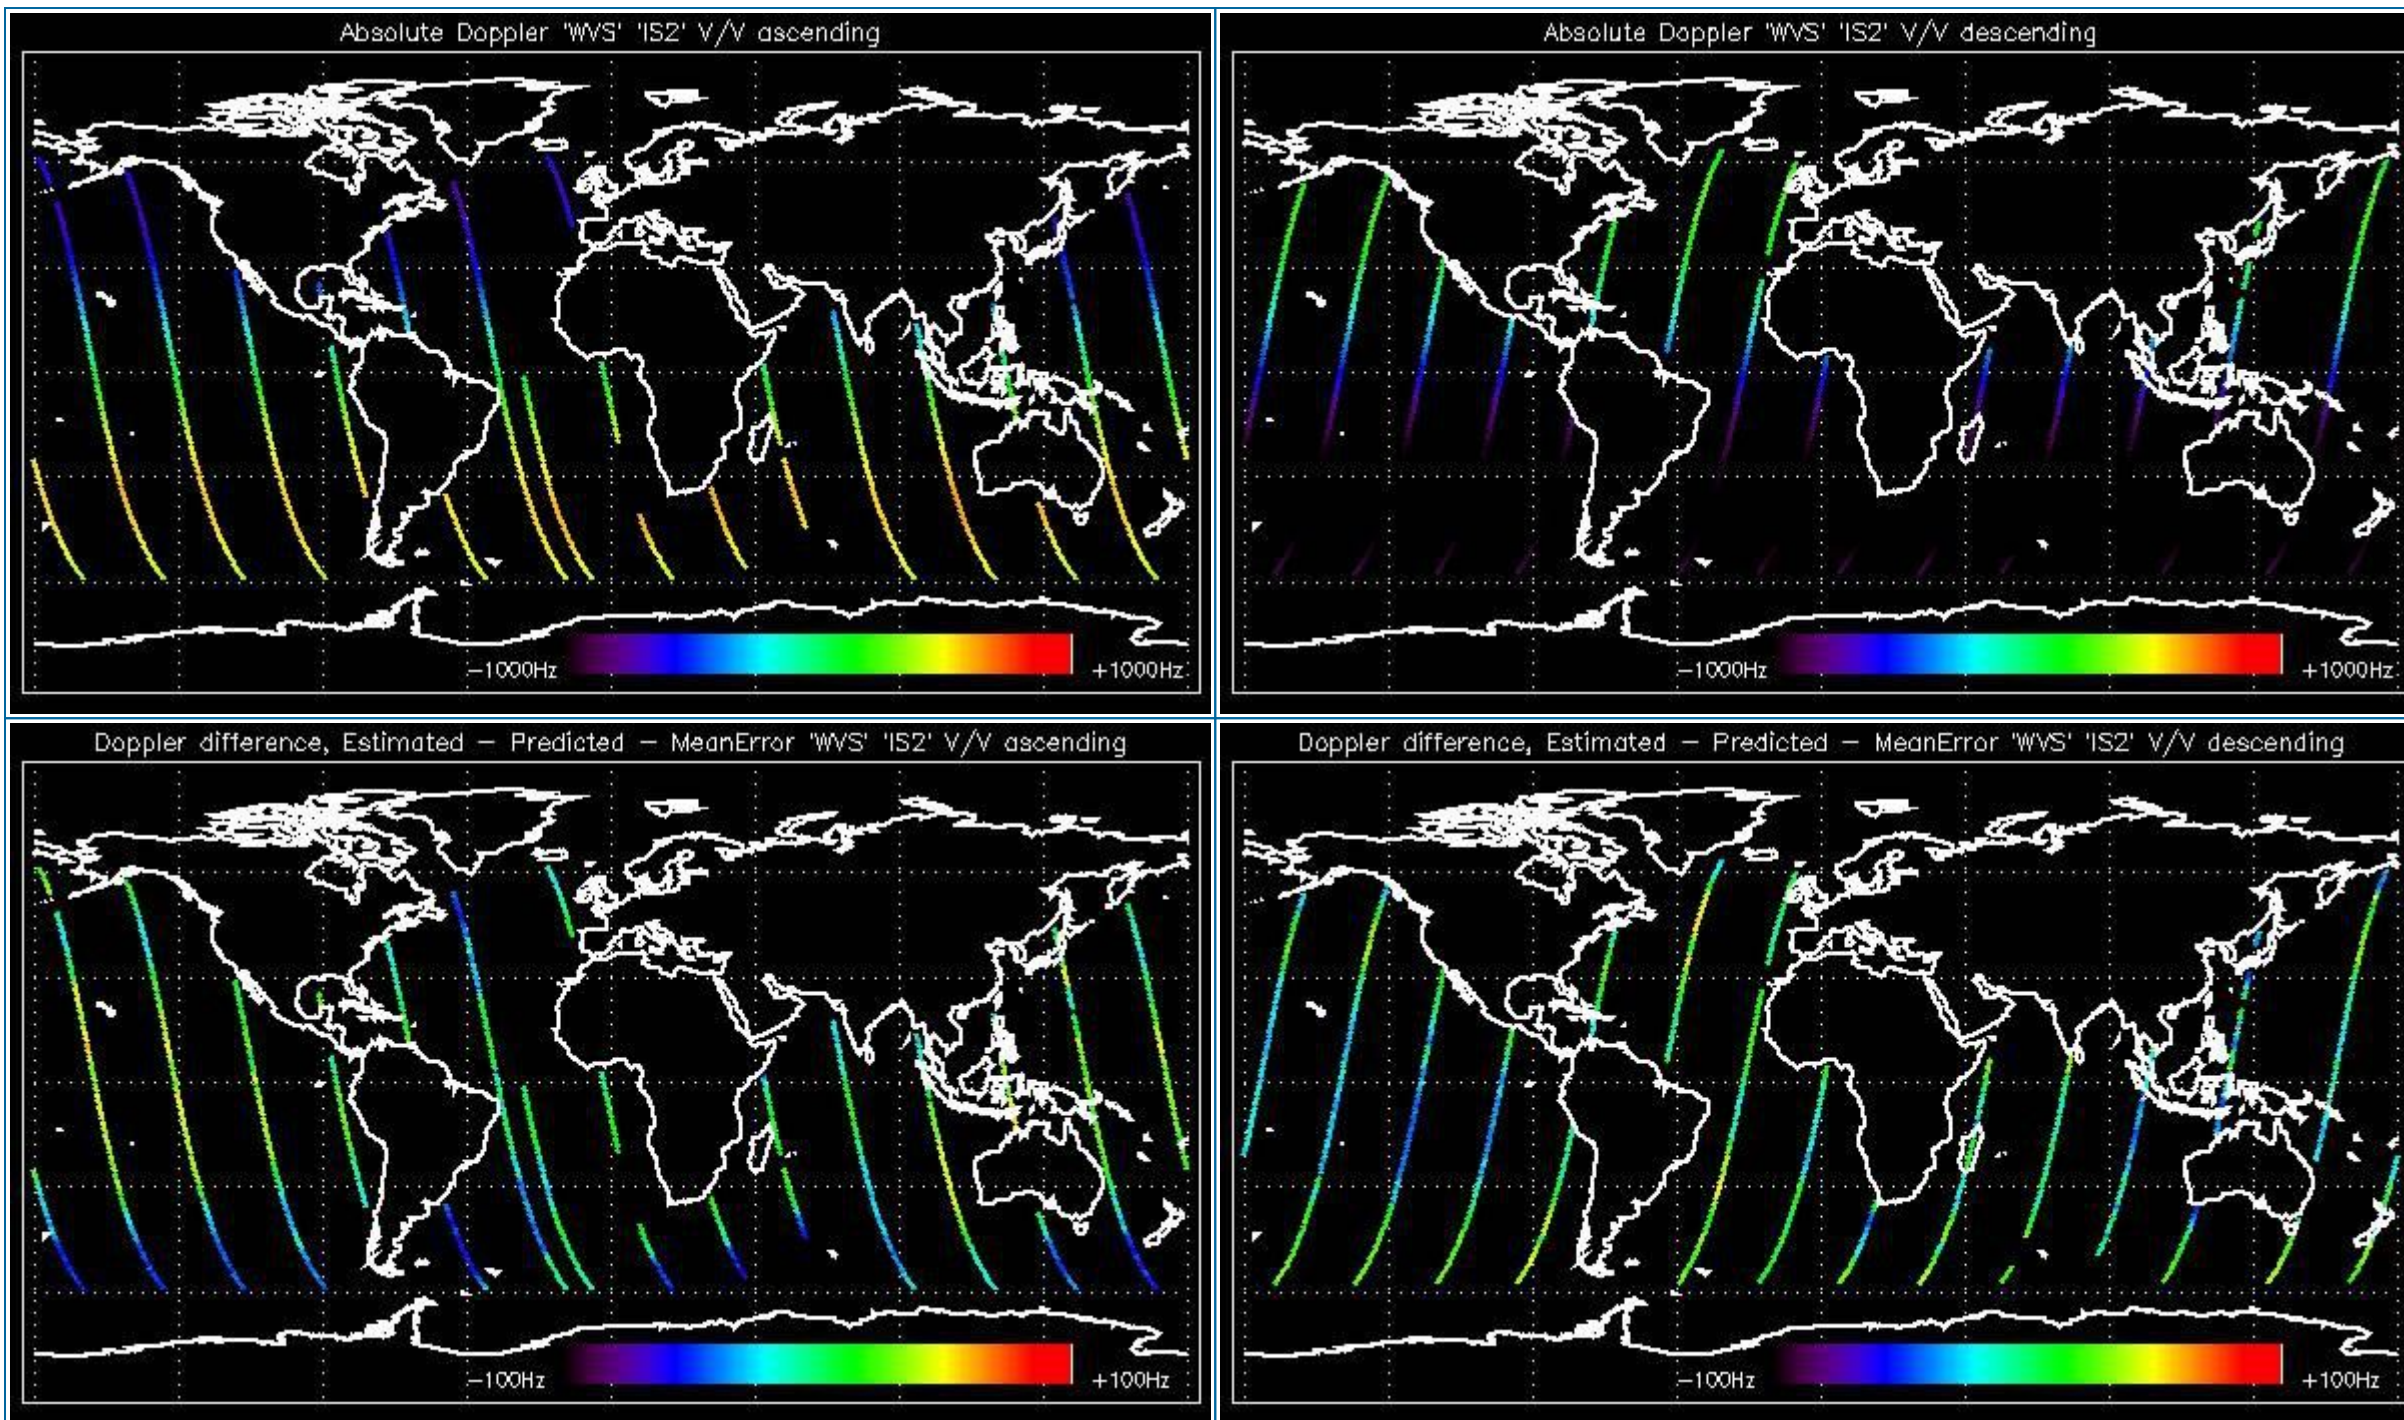 Absolute Doppler 'WVS' 'IS2' V/V ascending
-1000Hz
+1000Hz
Absolute Doppler 'WVS' 'IS2' V/V descending
-1000Hz
+1000Hz
Doppler difference, Estimated - Predicted - MeanError 'WVS' 'IS2' V/V ascending
-100Hz
+100Hz
Doppler difference, Estimated - Predicted - MeanError 'WVS' 'IS2' V/V descending
-100Hz
+100Hz